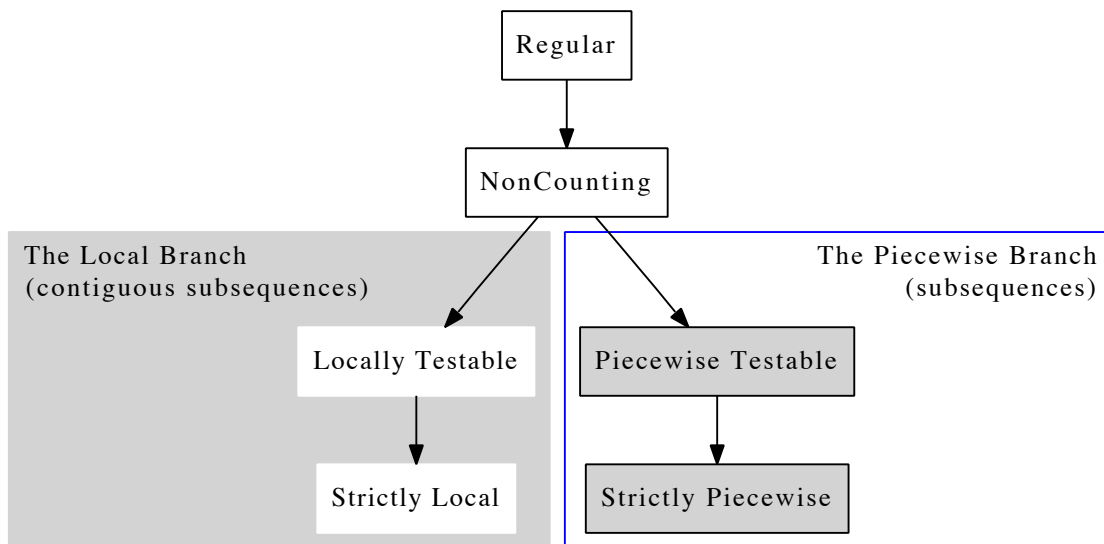 Regular
NonCounting
The Local Branch
(contiguous subsequences)
The Piecewise Branch
(subsequences)
Locally Testable
Piecewise Testable
Strictly Local
Strictly Piecewise